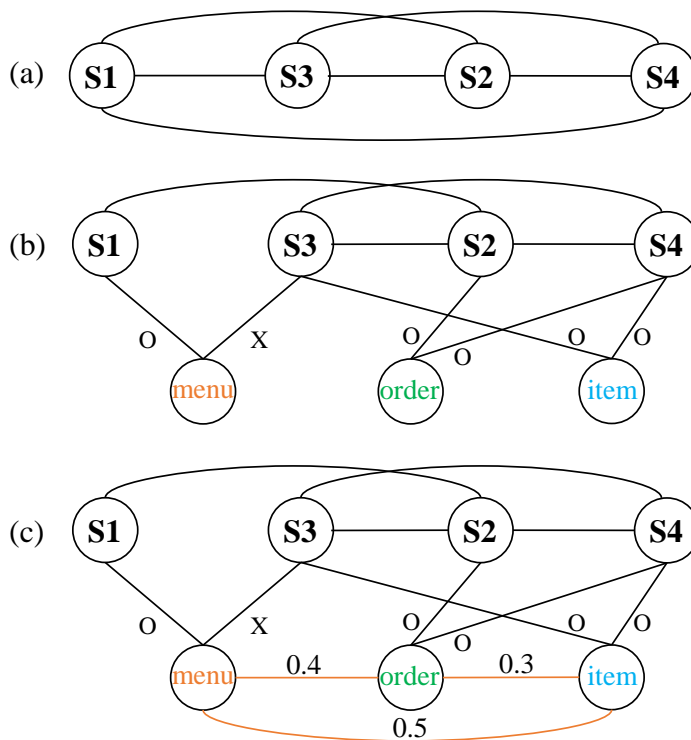 (a) S1 S3 S2 S4
(b) S1 S3 S2 S4
O X O O O O
menu order item
(c) S1 S3 S2 S4
O X O O O O
menu 0.4 order 0.3 item
0.5